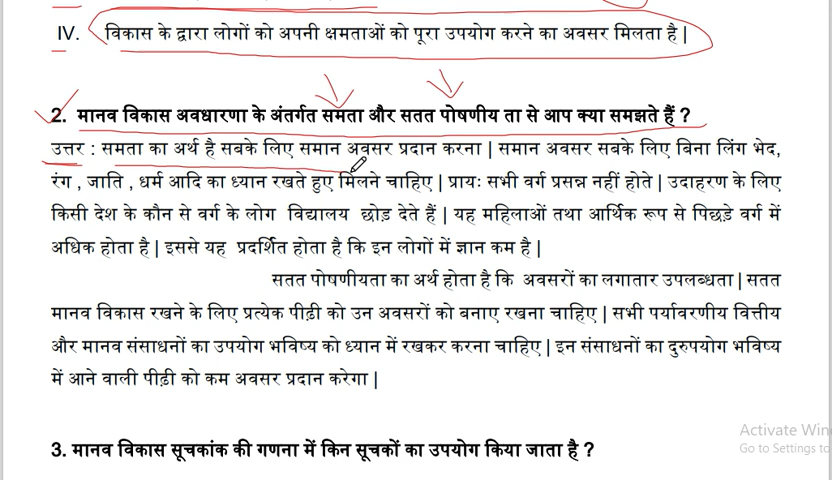 IV. विकास के द्वारा लोगों को अपनी क्षमताओं को पूरा उपयोग करने का अवसर मिलता है |
2. मानव विकास अवधारणा के अंतर्गत समता और सतत पोषणीय ता से आप क्या समझते हैं ?
उत्तर : समता का अर्थ है सबके लिए समान अवसर प्रदान करना | समान अवसर सबके लिए बिना लिंग भेद,
रंग , जाति , धर्म आदि का ध्यान रखते हुए मिलने चाहिए | प्रायः सभी वर्ग प्रसन्न नहीं होते | उदाहरण के लिए
किसी देश के कौन से वर्ग के लोग विद्यालय छोड़ देते हैं | यह महिलाओं तथा आर्थिक रूप से पिछड़े वर्ग में
अधिक होता है | इससे यह प्रदर्शित होता है कि इन लोगों में ज्ञान कम है |
सतत पोषणीयता का अर्थ होता है कि अवसरों का लगातार उपलब्धता | सतत
मानव विकास रखने के लिए प्रत्येक पीढ़ी को उन अवसरों को बनाए रखना चाहिए | सभी पर्यावरणीय वित्तीय
और मानव संसाधनों का उपयोग भविष्य को ध्यान में रखकर करना चाहिए | इन संसाधनों का दुरुपयोग भविष्य
में आने वाली पीढ़ी को कम अवसर प्रदान करेगा |
Activate Win
Go to Settings to
3. मानव विकास सूचकांक की गणना में किन सूचकों का उपयोग किया जाता है ?